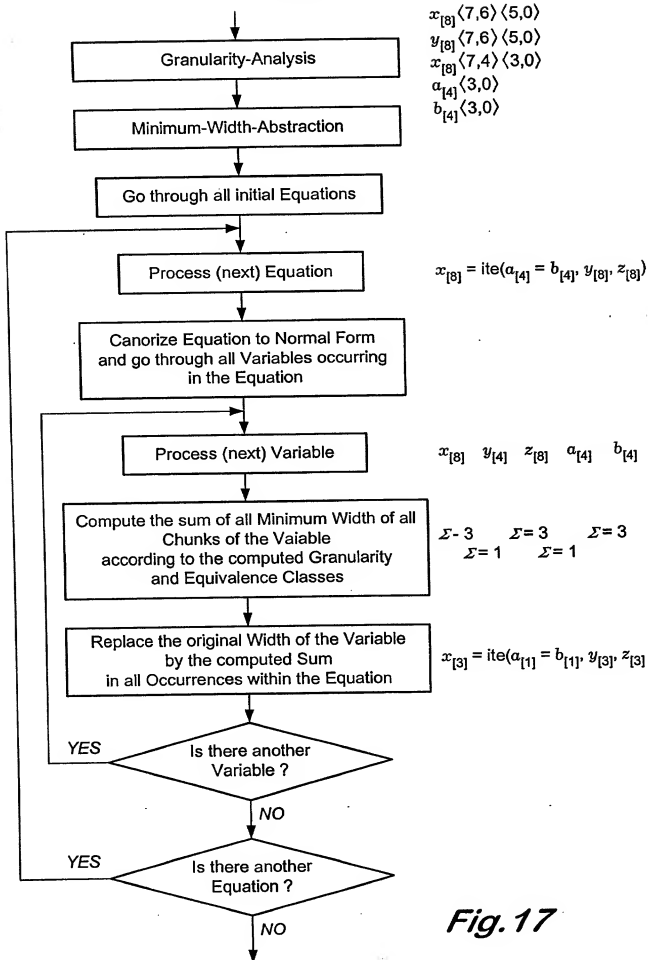 x[8]⟨7,6⟩⟨5,0⟩
y[8]⟨7,6⟩⟨5,0⟩
Granularity-Analysis
x[8]⟨7,4⟩⟨3,0⟩
a[4]⟨3,0⟩
b[4]⟨3,0⟩
Minimum-Width-Abstraction
Go through all initial Equations
Process (next) Equation
x[8] = ite(a[4] = b[4], y[8], z[8])
Canorize Equation to Normal Form
and go through all Variables occurring
in the Equation
Process (next) Variable
x[8] y[4] z[8] a[4] b[4]
Compute the sum of all Minimum Width of all
Chunks of the Vaiable
according to the computed Granularity
and Equivalence Classes
Σ- 3 Σ= 3 Σ= 3
Σ= 1 Σ= 1
Replace the original Width of the Variable
by the computed Sum
in all Occurrences within the Equation
x[3] = ite(a[1] = b[1], y[3], z[3]
YES
Is there another
Variable ?
NO
YES
Is there another
Equation ?
NO
Fig. 17